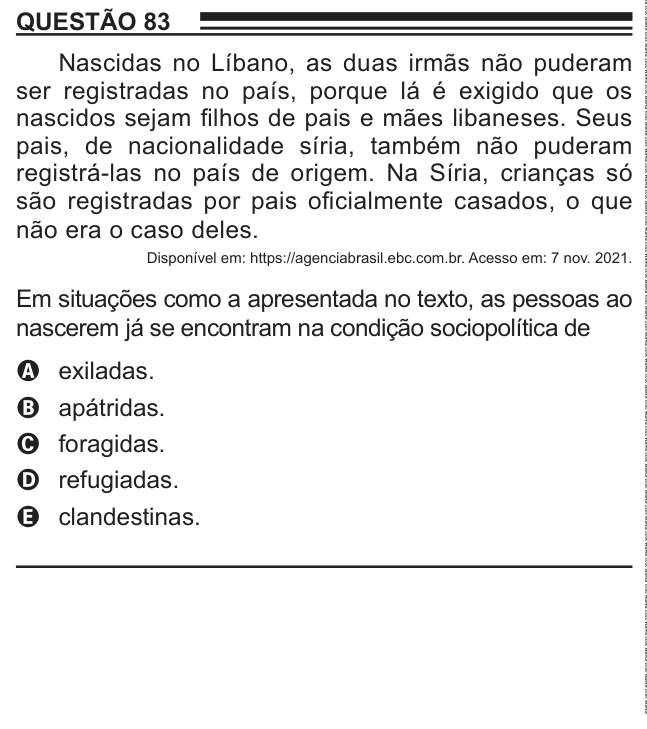 QUESTÃO 83
Nascidas no Líbano, as duas irmãs não puderam
ser registradas no país, porque lá é exigido que os
nascidos sejam filhos de pais e mães libaneses. Seus
pais, de nacionalidade síria, também não puderam
registrá-las no país de origem. Na Síria, crianças só
são registradas por pais oficialmente casados, o que
não era o caso deles.
Disponível em: https://agenciabrasil.ebc.com.br. Acesso em: 7 nov. 2021.
Em situações como a apresentada no texto, as pessoas ao
nascerem já se encontram na condição sociopolítica de
A exiladas.
B apátridas.
C foragidas.
D refugiadas.
E clandestinas.